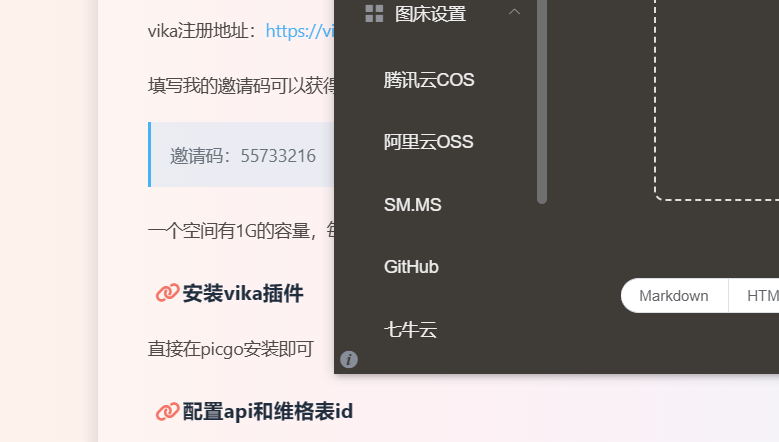 vika注册地址：https://vi
填写我的邀请码可以获得
邀请码：55733216
一个空间有1G的容量，每
安装vika插件
直接在picgo安装即可
配置api和维格表id
图床设置
腾讯云COS
阿里云OSS
SM.MS
GitHub
七牛云
Markdown
HTM